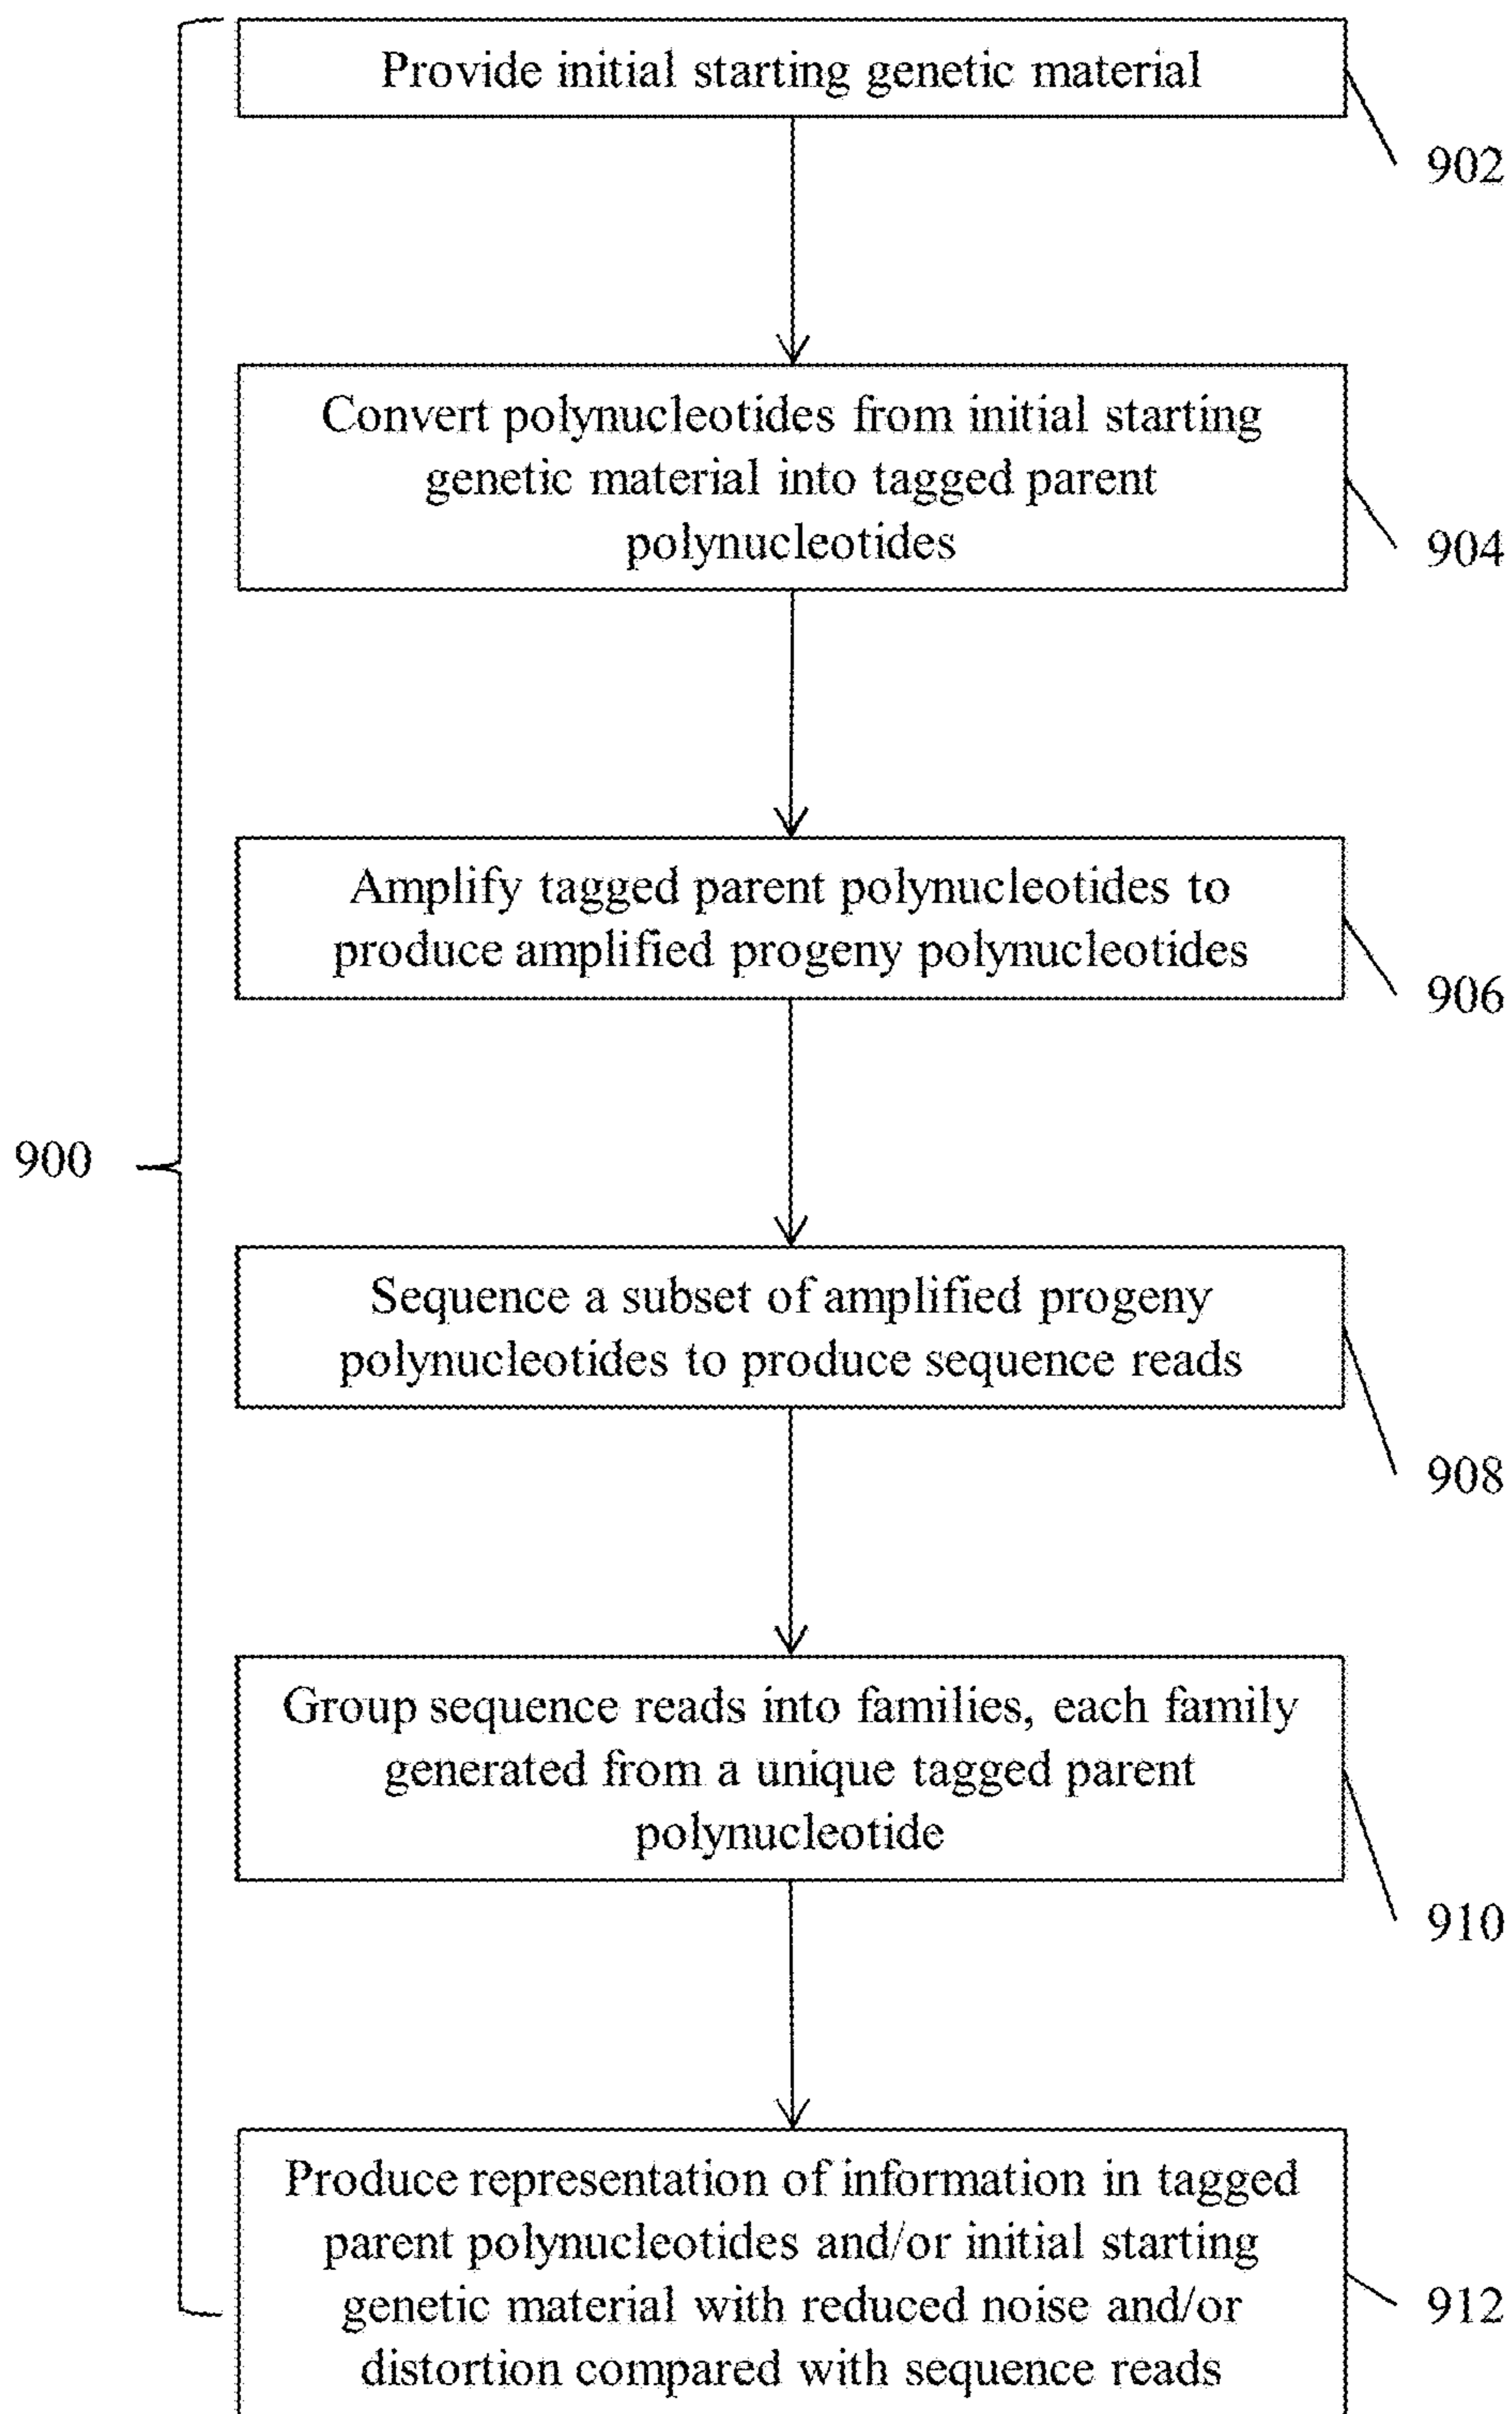 Provide initial starting genetic material
902
Convert polynucleotides from initial starting
genetic material into tagged parent
polynucleotides
904
Amplify tagged parent polynucleotides to
produce amplified progeny polynucleotides
906
900
Sequence a subset of amplified progeny
polynucleotides to produce sequence reads
908
Group sequence reads into families, each family
generated from a unique tagged parent
polynucleotide
910
Produce representation of information in tagged
parent polynucleotides and/or initial starting
genetic material with reduced noise and/or
distortion compared with sequence reads
912